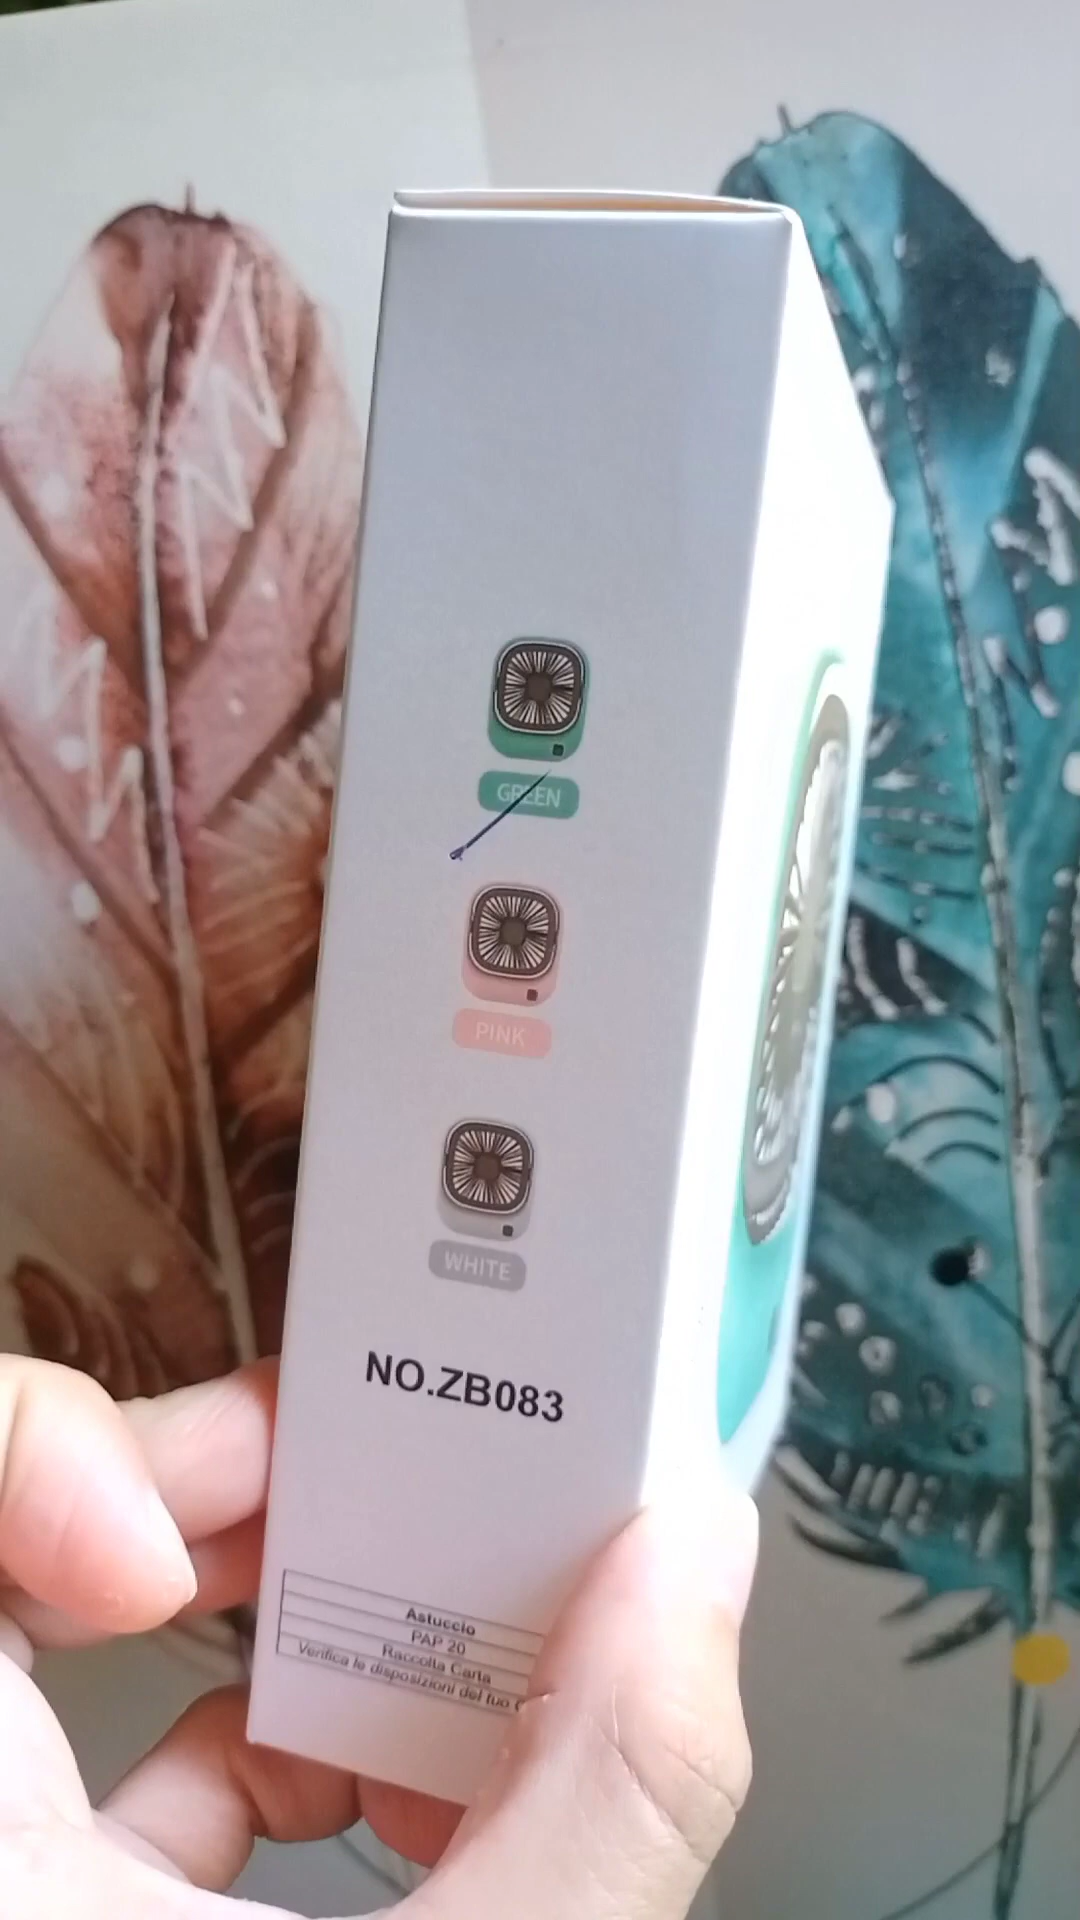 GREEN
PINK
WHITE
NO.ZB083
Astuccio
PAP 20
Raccolta Carta
Verifica le disposizioni del tuo